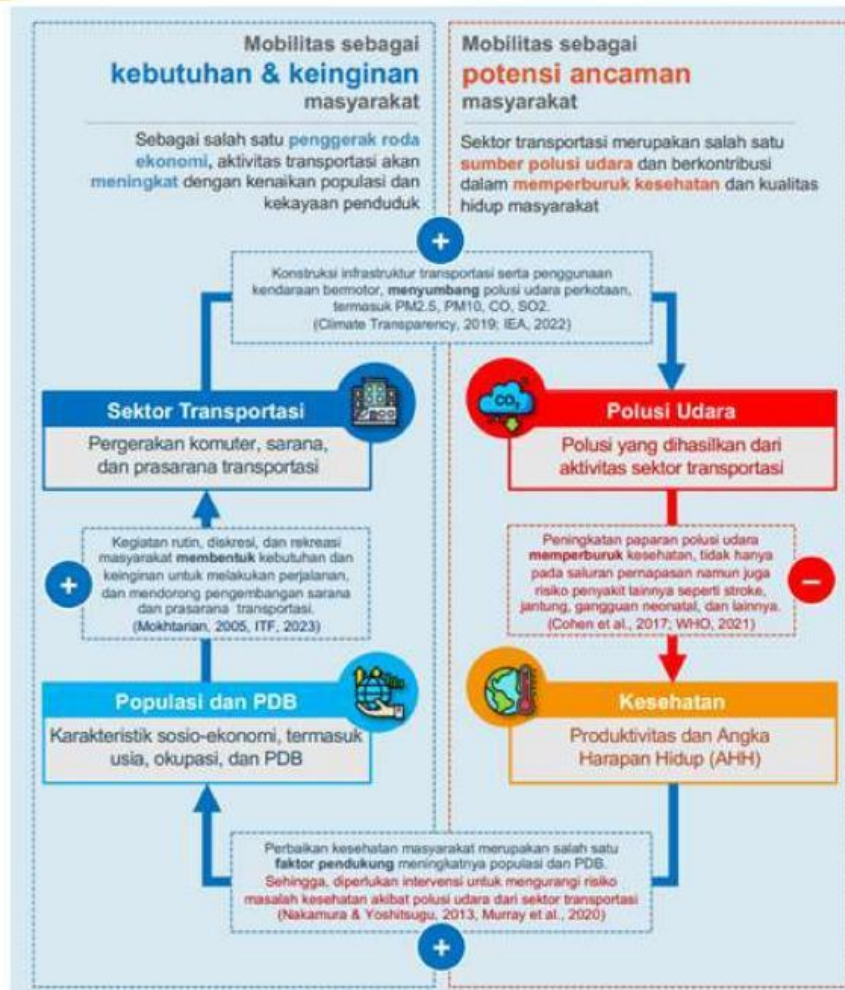 Mobilitas sebagai
kebutuhan & keinginan
masyarakat
Sebagai salah satu penggerak roda
ekonomi, aktivitas transportasi akan
meningkat dengan kenaikan populasi dan
kekayaan penduduk
Mobilitas sebagai
potensi ancaman
masyarakat
Sektor transportasi merupakan salah satu
sumber polusi udara dan berkontribusi
dalam memperburuk kesehatan dan kualitas
hidup masyarakat
+
Konstruksi infrastruktur transportasi serta penggunaan
kendaraan bermotor, menyumbang polusi udara perkotaan,
termasuk PM2.5, PM10, CO, SO2.
(Climate Transparency, 2019; IEA, 2022)
Sektor Transportasi
Pergerakan komuter, sarana,
dan prasarana transportasi
CO₂
Polusi Udara
Polusi yang dihasilkan dari
aktivitas sektor transportasi
Kegiatan rutin, diskresi, dan rekreasi
masyarakat membentuk kebutuhan dan
keinginan untuk melakukan perjalanan,
dan mendorong pengembangan sarana
dan prasarana transportasi.
(Mokhtarian, 2005, ITF, 2023)
+
Peningkatan paparan polusi udara
memperburuk kesehatan, tidak hanya
pada saluran pernapasan namun juga
risiko penyakit lainnya seperti stroke,
jantung, gangguan neonatal, dan lainnya.
(Cohen et al., 2017; WHO, 2021)
−
Populasi dan PDB
Karakteristik sosio-ekonomi, termasuk
usia, okupasi, dan PDB
Kesehatan
Produktivitas dan Angka
Harapan Hidup (AHH)
Perbaikan kesehatan masyarakat merupakan salah satu
faktor pendukung meningkatnya populasi dan PDB.
Sehingga, diperlukan intervensi untuk mengurangi risiko
masalah kesehatan akibat polusi udara dari sektor transportasi
(Nakamura & Yoshitsugu, 2013, Murray et al., 2020)
+